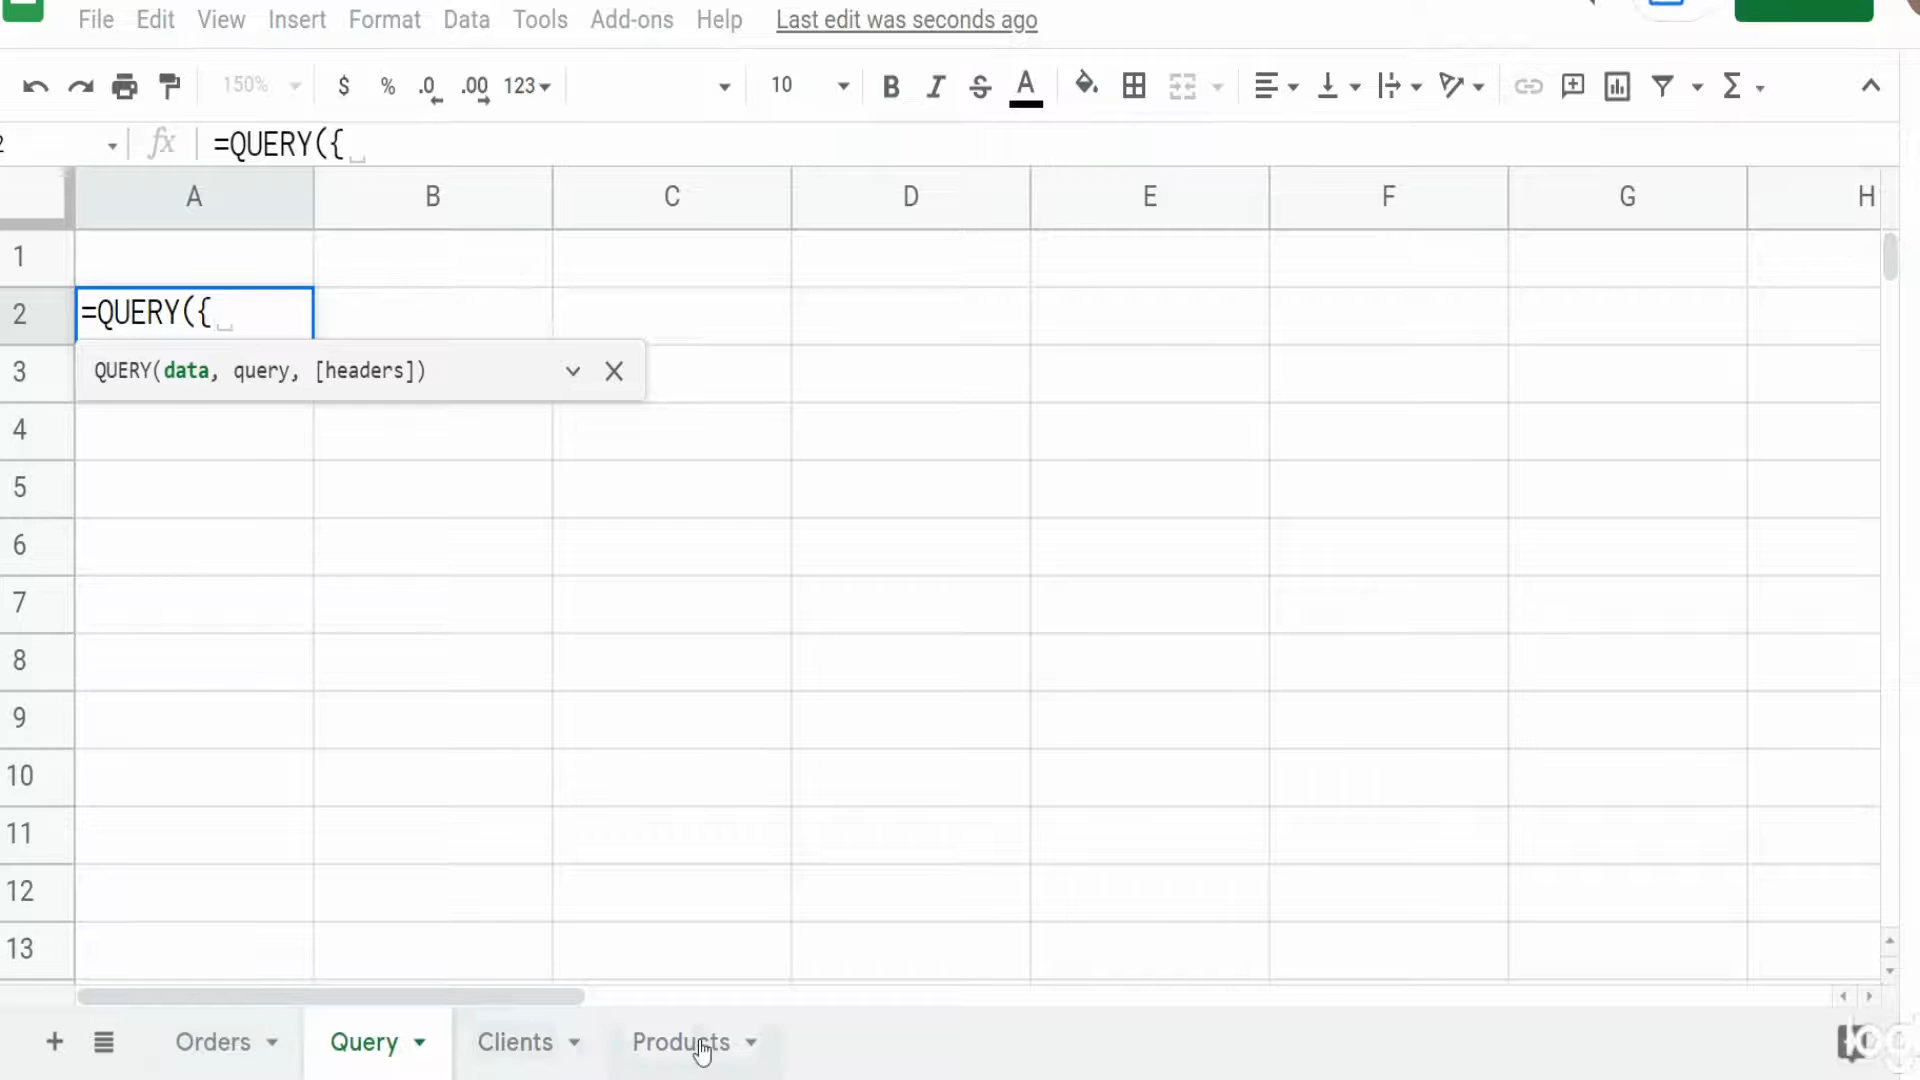 File Edit View Insert Format Data Tools Add-ons Help Last edit was seconds ago
150% $ % .0 .00 123 10 B I S A Σ
2 fx =QUERY({
A B C D E F G H
1
2 =QUERY({
QUERY(data, query, [headers])
3
4
5
6
7
8
9
10
11
12
13
+ Orders Query Clients Products